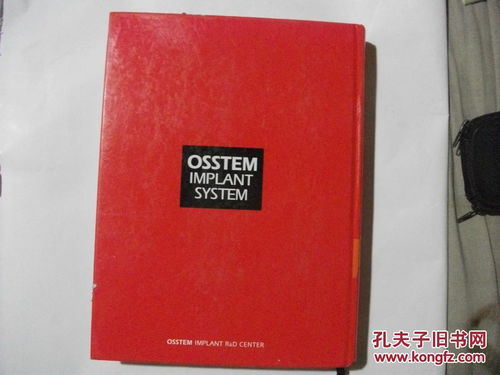 OSSTEM
IMPLANT
SYSTEM
OSSTEM IMPLANT R&D CENTER
孔夫子旧书网
www.kongfz.com